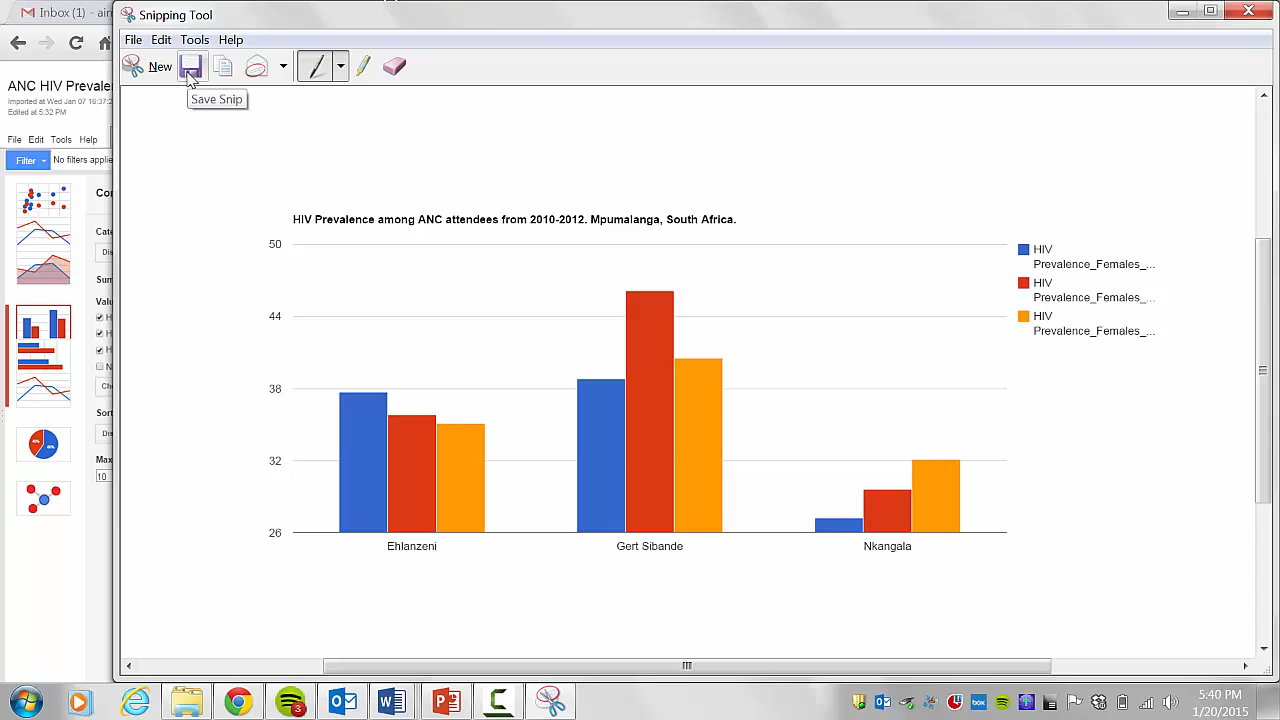 Inbox (1) - ain
Snipping Tool
File Edit Tools Help
New
Save Snip
ANC HIV Prevale
Imported at Wed Jan 07 16:37:2
Edited at 5:32 PM
File Edit Tools Help
Filter No filters applie
HIV Prevalence among ANC attendees from 2010-2012. Mpumalanga, South Africa.
50
44
38
32
26
HIV
Prevalence_Females_...
HIV
Prevalence_Females_...
HIV
Prevalence_Females_...
Ehlanzeni
Gert Sibande
Nkangala
10
3
5:40 PM
1/20/2015